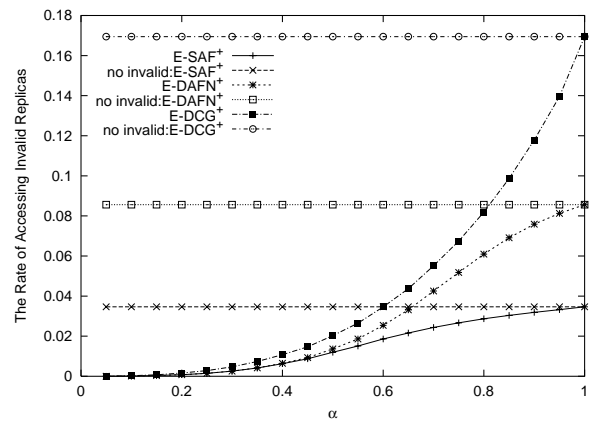 The Rate of Accessing Invalid Replicas
0.18
0.16
0.14
0.12
0.1
0.08
0.06
0.04
0.02
0
E-SAF+
no invalid:E-SAF+
E-DAFN+
no invalid:E-DAFN+
E-DCG+
no invalid:E-DCG+
0 0.2 0.4 0.6 0.8 1
α